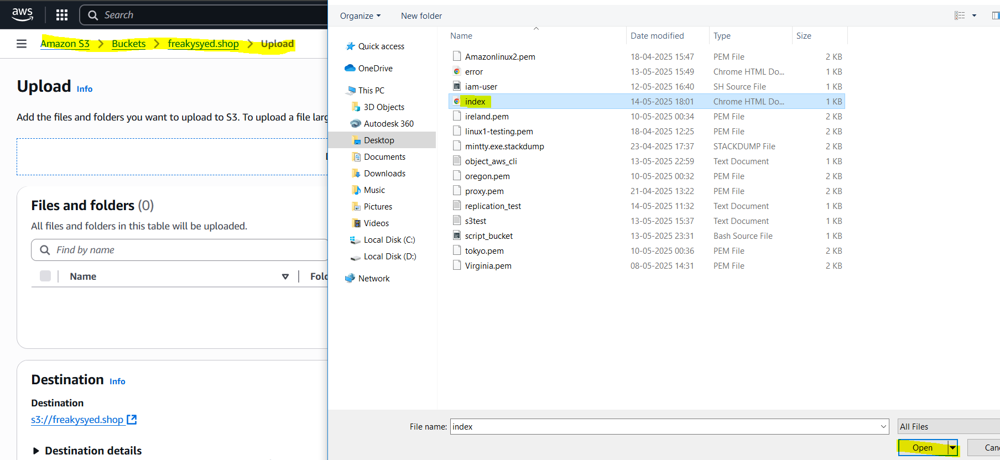 aws
Search
Amazon S3 > Buckets > freakysyed.shop > Upload
Upload Info
Add the files and folders you want to upload to S3. To upload a file larg
Files and folders (0)
All files and folders in this table will be uploaded.
Find by name
Name
Destination Info
Destination
s3://freakysyed.shop
Destination details
Organize New folder
Quick access
OneDrive
This PC
3D Objects
Autodesk 360
Desktop
Documents
Downloads
Music
Pictures
Videos
Local Disk (C:)
Local Disk (D:)
Network
Name Date modified Type Size
Amazonlinux2.pem 18-04-2025 15:47 PEM File 2 KB
error 13-05-2025 15:49 Chrome HTML Do... 1 KB
iam-user 12-05-2025 16:40 SH Source File 1 KB
index 14-05-2025 18:01 Chrome HTML Do... 1 KB
ireland.pem 10-05-2025 00:34 PEM File 2 KB
linux1-testing.pem 18-04-2025 12:25 PEM File 2 KB
mintty.exe.stackdump 23-04-2025 17:37 STACKDUMP File 2 KB
object_aws_cli 13-05-2025 22:59 Text Document 1 KB
oregon.pem 10-05-2025 00:32 PEM File 2 KB
proxy.pem 21-04-2025 13:22 PEM File 2 KB
replication_test 14-05-2025 11:32 Text Document 1 KB
s3test 13-05-2025 15:37 Text Document 1 KB
script_bucket 13-05-2025 23:31 Bash Source File 1 KB
tokyo.pem 10-05-2025 00:36 PEM File 2 KB
Virginia.pem 08-05-2025 14:31 PEM File 2 KB
File name: index All Files
Open